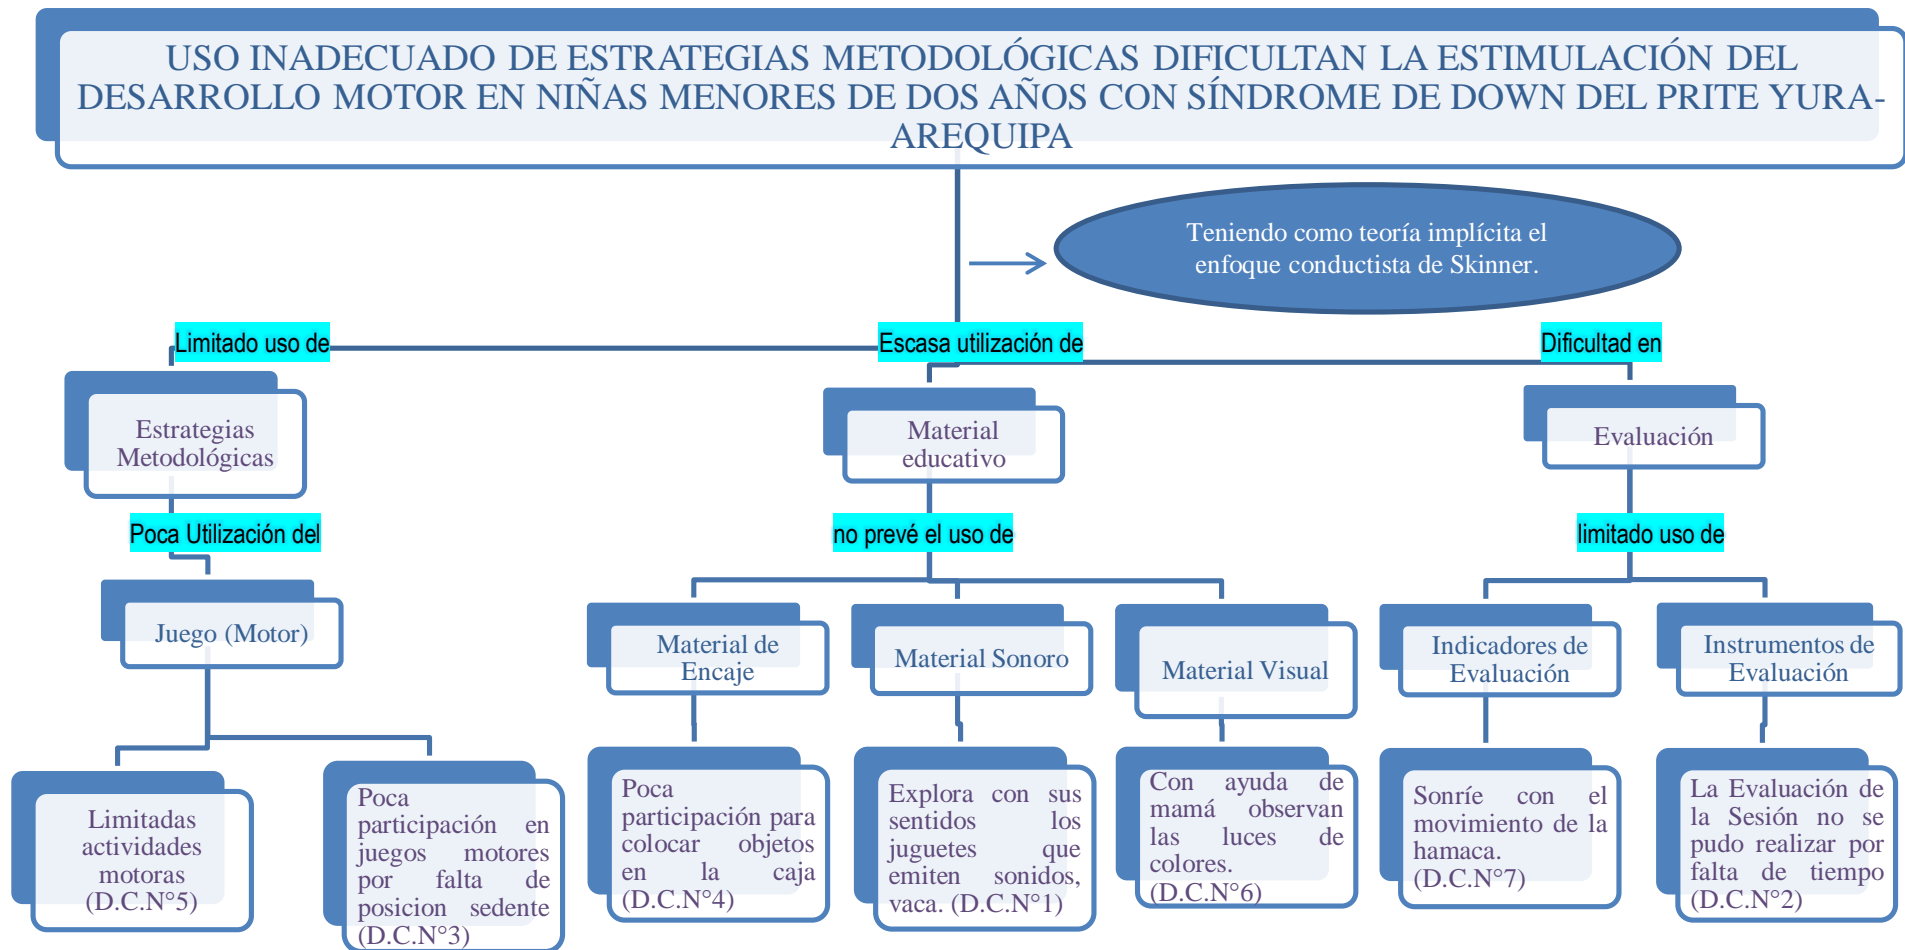 USO INADECUADO DE ESTRATEGIAS METODOLÓGICAS DIFICULTAN LA ESTIMULACIÓN DEL
DESARROLLO MOTOR EN NIÑAS MENORES DE DOS AÑOS CON SÍNDROME DE DOWN DEL PRITE YURA-
AREQUIPA
Teniendo como teoría implícita el
enfoque conductista de Skinner.
Limitado uso de
Escasa utilización de
Dificultad en
Estrategias
Metodológicas
Material
educativo
Evaluación
Poca Utilización del
no prevé el uso de
limitado uso de
Juego (Motor)
Material de
Encaje
Material Sonoro
Material Visual
Indicadores de
Evaluación
Instrumentos de
Evaluación
Limitadas
actividades
motoras
(D.C.N°5)
Poca
participación en
juegos motores
por falta de
posicion sedente
(D.C.N°3)
Poca
participación para
colocar objetos
en la caja
(D.C.N°4)
Explora con sus
sentidos los
juguetes que
emiten sonidos,
vaca. (D.C.N°1)
Con ayuda de
mamá observan
las luces de
colores.
(D.C.N°6)
Sonríe con el
movimiento de la
hamaca.
(D.C.N°7)
La Evaluación de
la Sesión no se
pudo realizar por
falta de tiempo
(D.C.N°2)